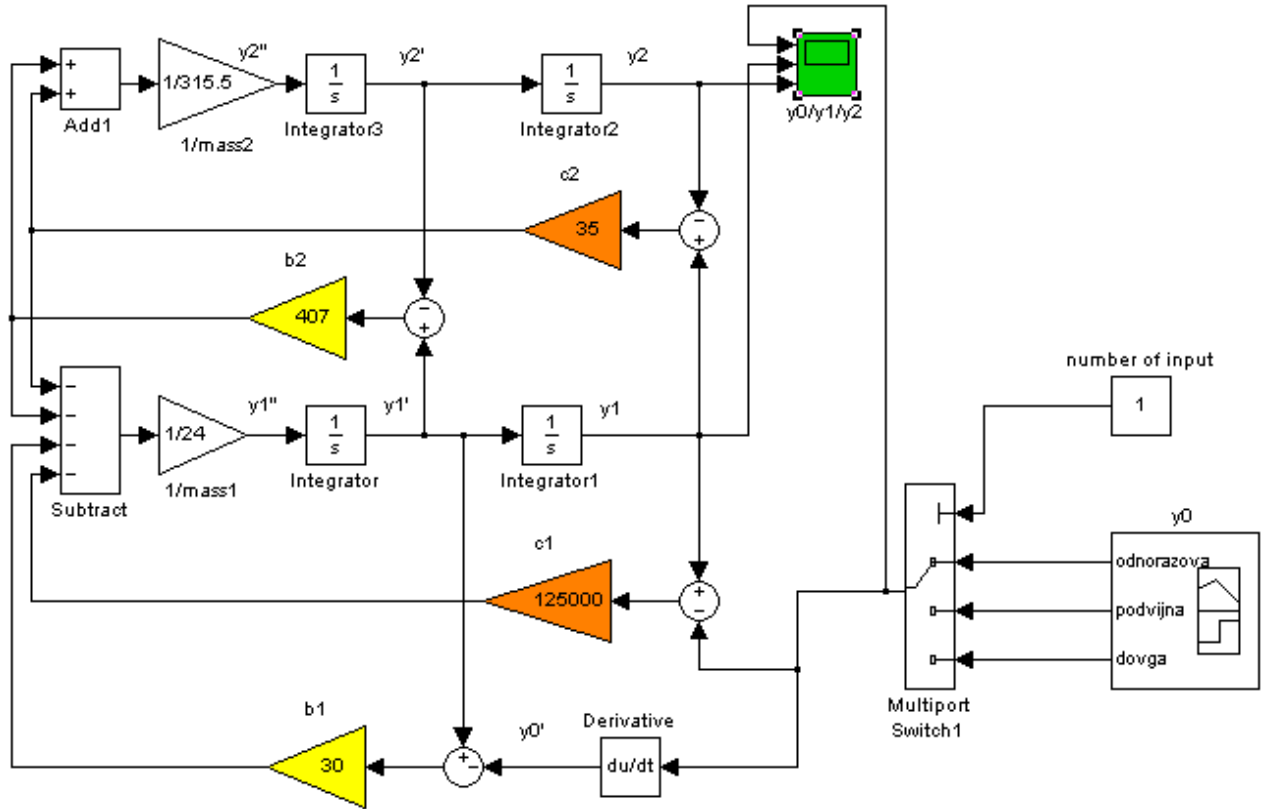 y2"
y2'
y2
+
+
1/315.5
1
s
1
s
Add1
Integrator3
Integrator2
y0/y1/y2
1/mass2
c2
35
−
+
b2
407
−
+
number of input
1
−
−
−
−
y1"
y1'
y1
1/24
1
s
1
s
Subtract
1/mass1
Integrator
Integrator1
y0
c1
125000
+
−
odnorazova
podvijna
dovga
Multiport
Switch1
b1
30
+
−
y0'
Derivative
du/dt